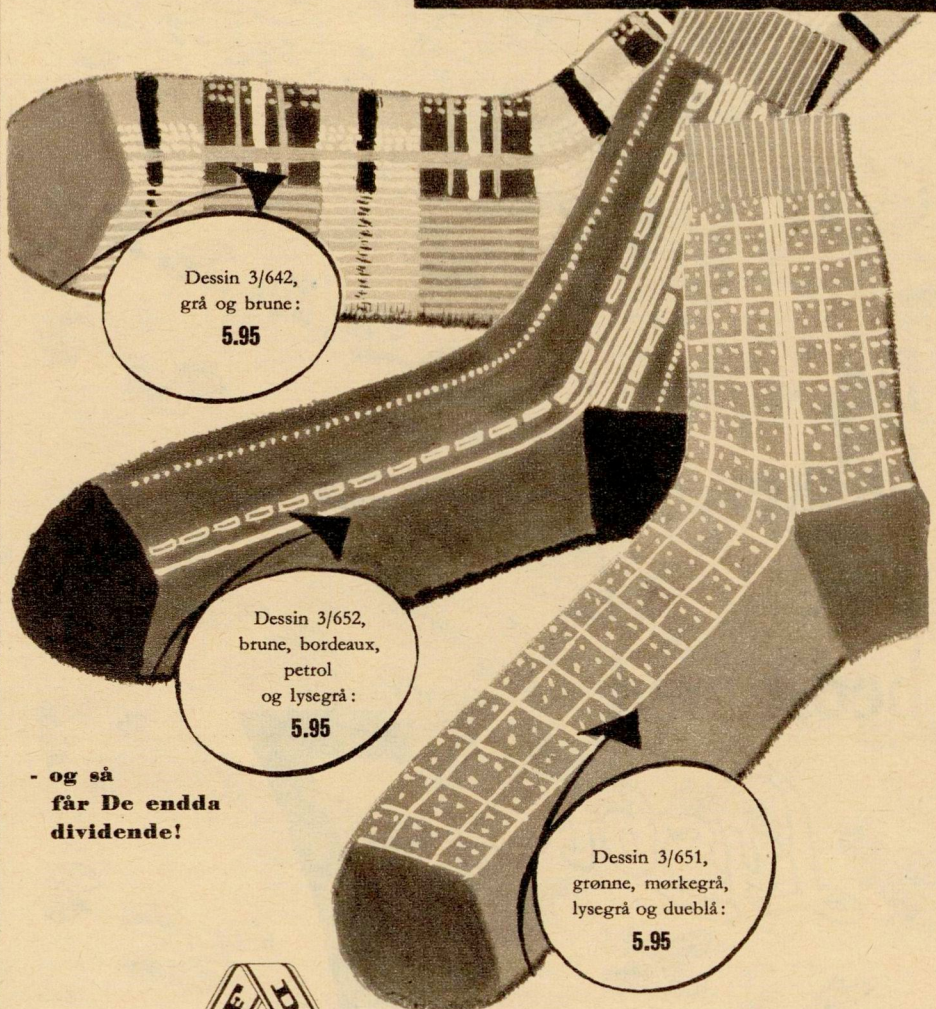 Dessin 3/642,
grå og brune:
5.95
Dessin 3/652,
brune, bordeaux,
petrol
og lysegrå:
5.95
- og så
får De endda
dividende!
Dessin 3/651,
grønne, mørkegrå,
lysegrå og dueblå:
5.95